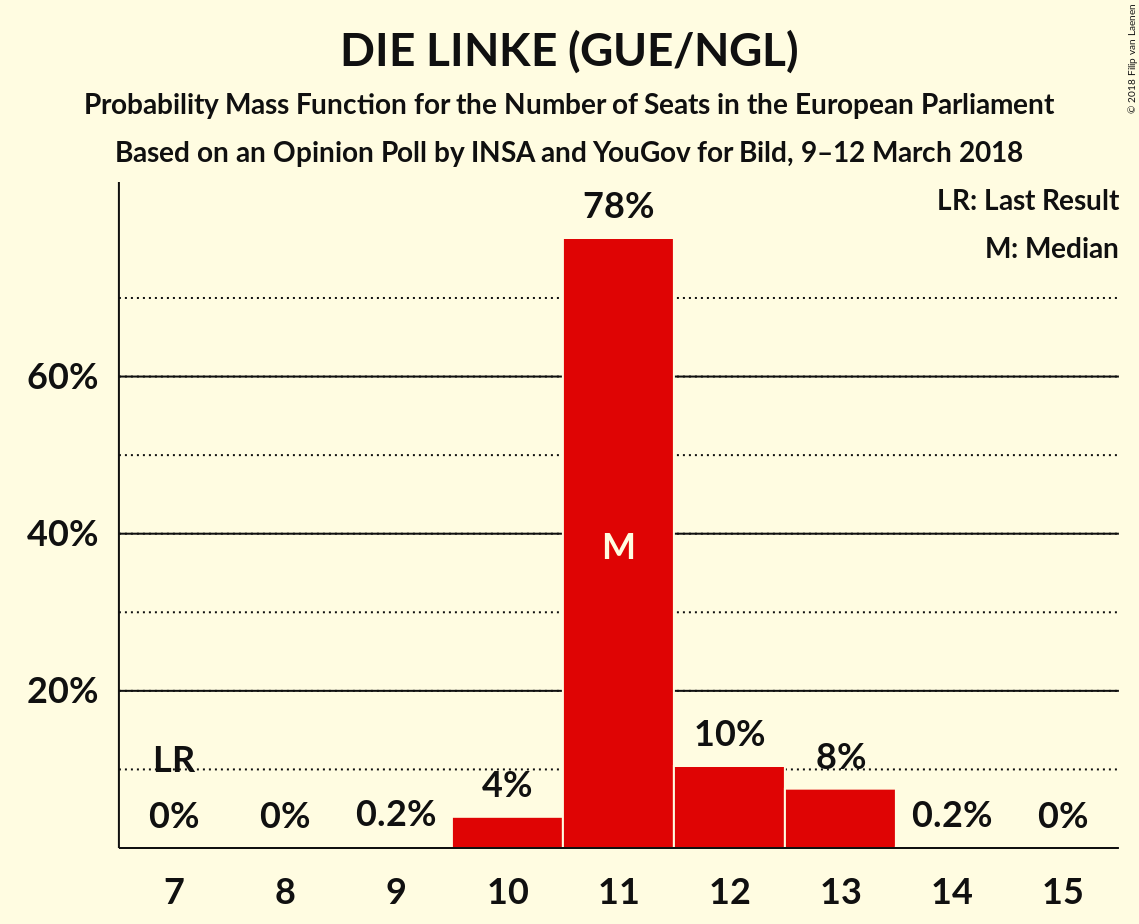 DIE LINKE (GUE/NGL)
Probability Mass Function for the Number of Seats in the European Parliament
Based on an Opinion Poll by INSA and YouGov for Bild, 9–12 March 2018
© 2018 Filip van Laenen
LR: Last Result
M: Median
78%
60%
40%
M
20%
10%
LR
8%
4%
0%
0%
0.2%
0.2%
0%
7 8 9 10 11 12 13 14 15